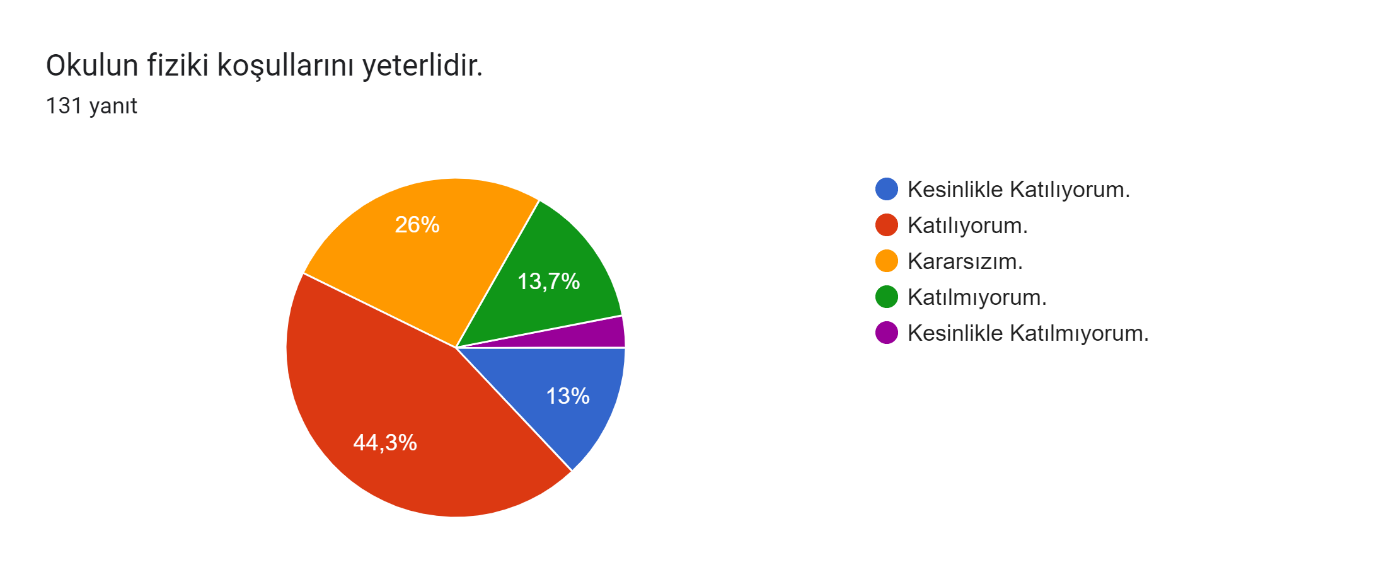 Okulun fiziki koşullarını yeterlidir.
131 yanıt
26%
13,7%
13%
44,3%
Kesinlikle Katılıyorum.
Katılıyorum.
Kararsızım.
Katılmıyorum.
Kesinlikle Katılmıyorum.